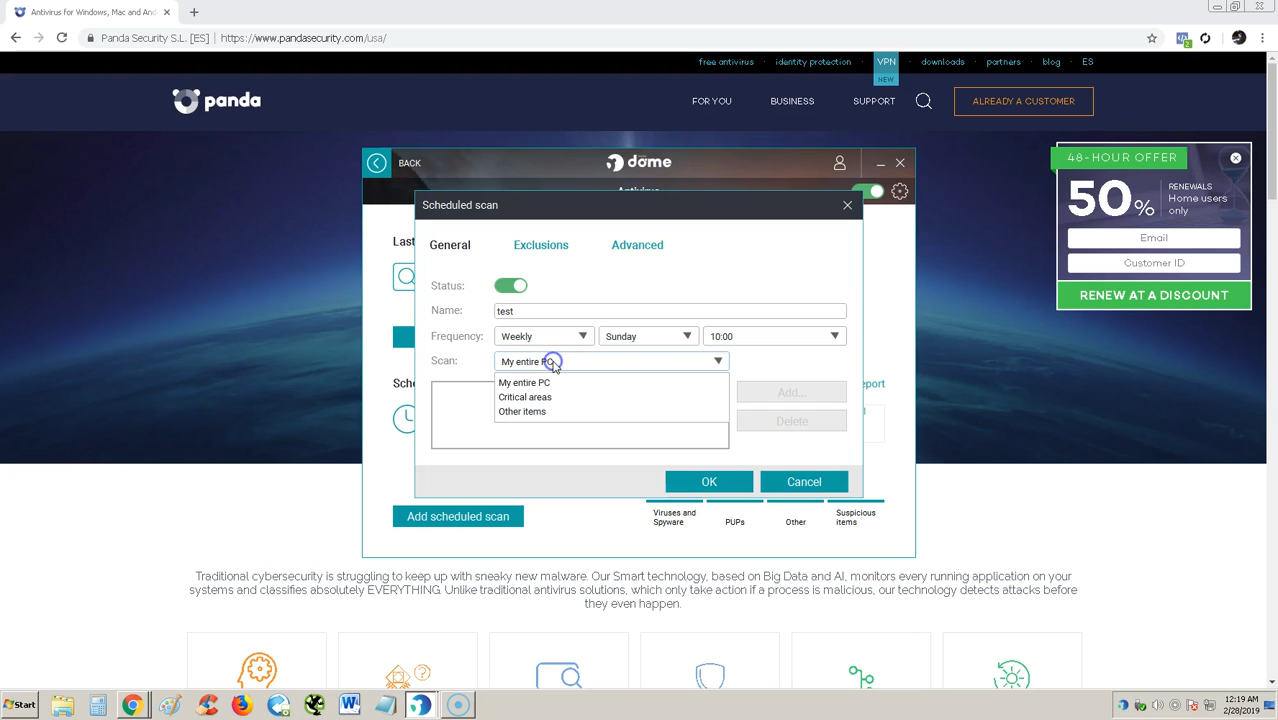 Antivirus for Windows, Mac and And
Panda Security S.L. [ES]
https://www.pandasecurity.com/usa/
2
free antivirus · identity protection · VPN · downloads · partners · blog · ES
NEW
panda
FOR YOU
BUSINESS
SUPPORT
ALREADY A CUSTOMER
BACK
dome
48-HOUR OFFER
50%
RENEWALS
Home users
only
Email
Customer ID
RENEW AT A DISCOUNT
Scheduled scan
General
Exclusions
Advanced
Status:
Name:
test
Frequency:
Weekly
Sunday
10:00
Scan:
My entire PC
My entire PC
Critical areas
Other items
Add...
Delete
OK
Cancel
Add scheduled scan
Viruses and
Spyware
PUPs
Other
Suspicious
items
Traditional cybersecurity is struggling to keep up with sneaky new malware. Our Smart technology, based on Big Data and AI, monitors every running application on your
systems and classifies absolutely EVERYTHING. Unlike traditional antivirus solutions, which only take action if a process is malicious, our technology detects attacks before
they even happen.
Start
12:19 AM
2/28/2019